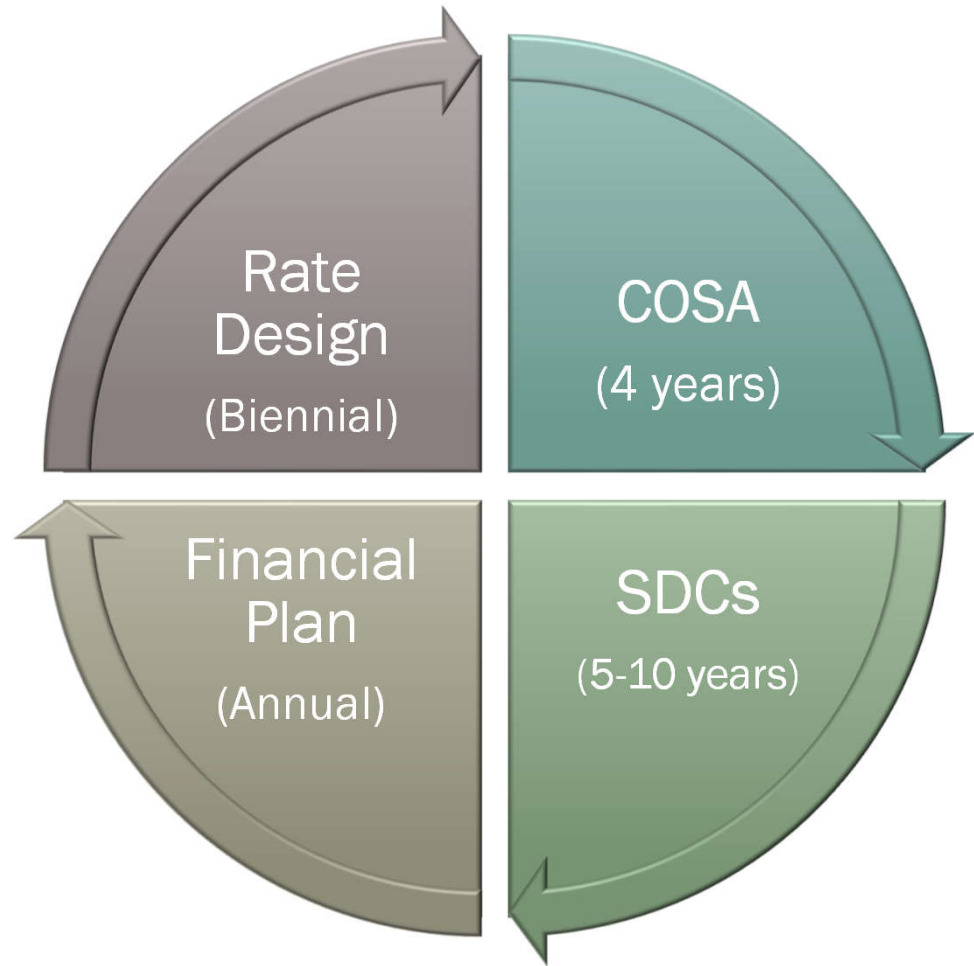 Rate
Design
(Biennial)
COSA
(4 years)
Financial
Plan
(Annual)
SDCs
(5-10 years)